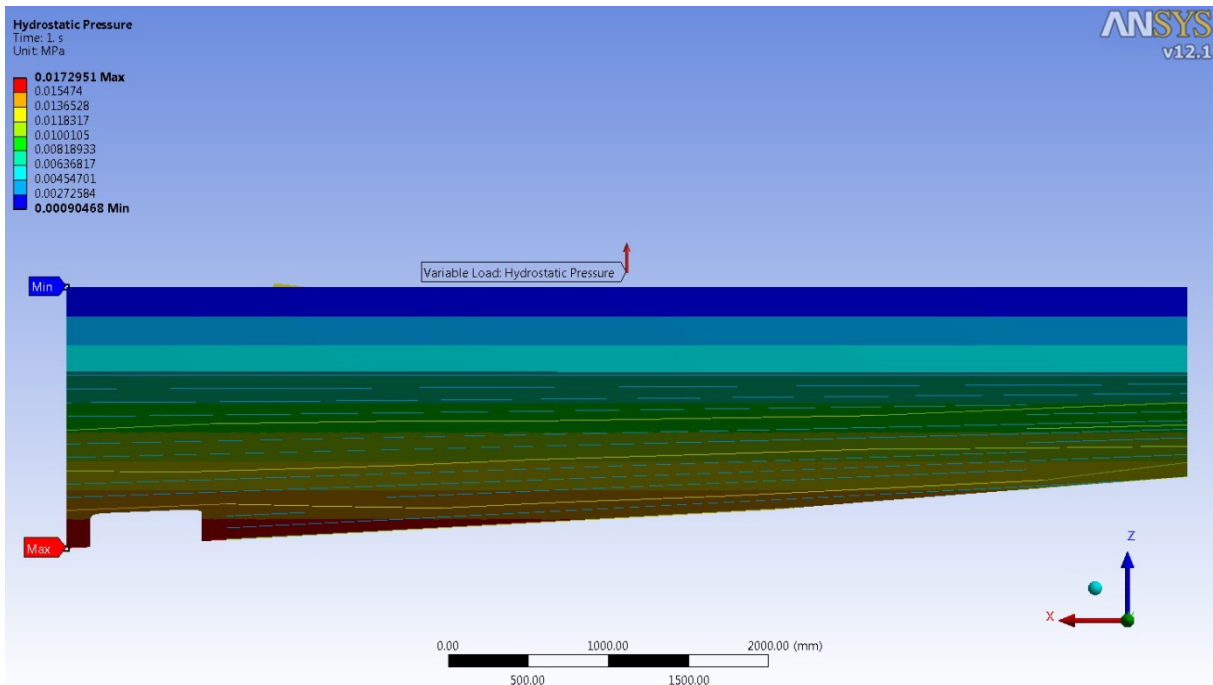 Hydrostatic Pressure
Time: 1. s
Unit: MPa
ANSYS
v12.1
0.0172951 Max
0.015474
0.0136528
0.0118317
0.0100105
0.00818933
0.00636817
0.00454701
0.00272584
0.00090468 Min
Variable Load: Hydrostatic Pressure
Min
Max
Z
X
0.00 1000.00 2000.00 (mm)
500.00 1500.00